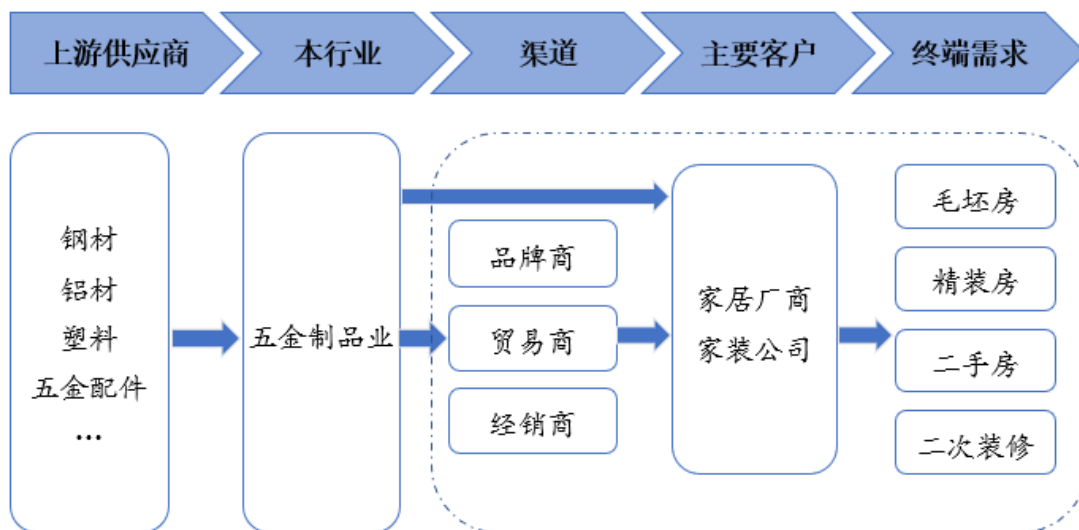 上游供应商
本行业
渠道
主要客户
终端需求
钢材
铝材
塑料
五金配件
...
五金制品业
品牌商
贸易商
经销商
家居厂商
家装公司
毛坯房
精装房
二手房
二次装修